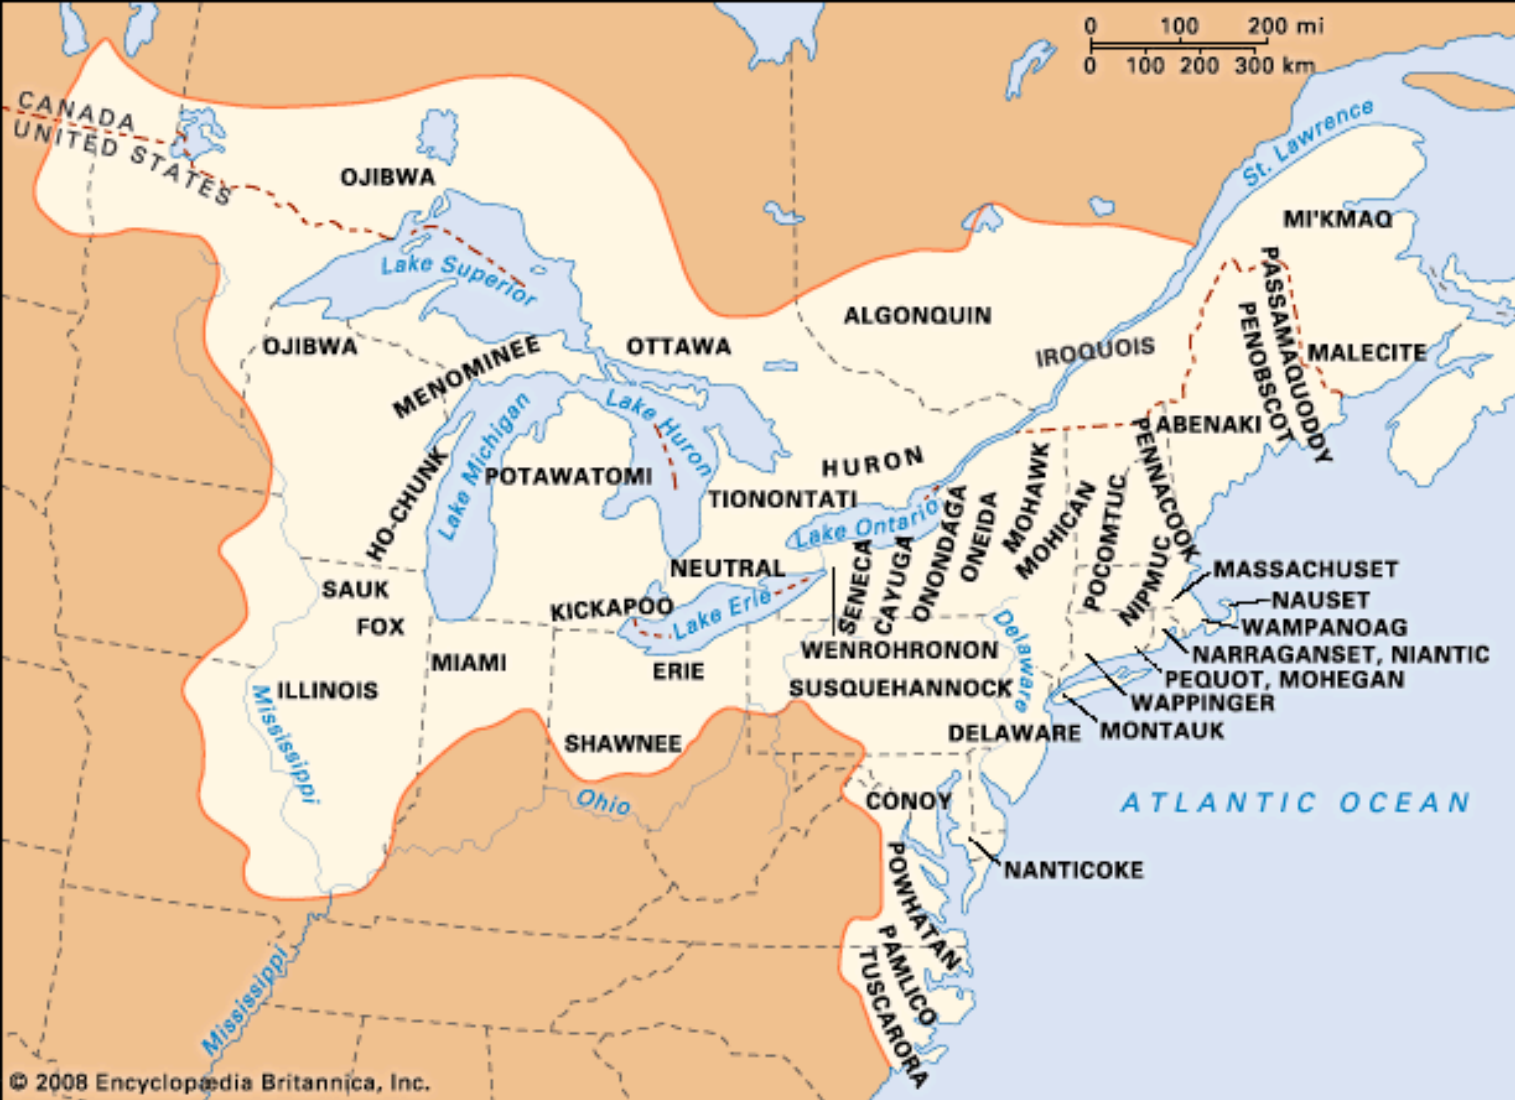 0 100 200 mi
0 100 200 300 km
CANADA
UNITED STATES
St. Lawrence
OJIBWA
MI'KMAQ
Lake Superior
PASSAMAQUODDY
PENOBSCOT
ALGONQUIN
OJIBWA
MENOMINEE
OTTAWA
IROQUOIS
MALECITE
Lake Michigan
Lake Huron
ABENAKI
PENNACOOK
HO-CHUNK
POTAWATOMI
HURON
TIONONTATI
Lake Ontario
MOHAWK
MOHICAN
POCOMTUC
NIPMUC
SENECA
CAYUGA
ONONDAGA
ONEIDA
NEUTRAL
MASSACHUSET
SAUK
KICKAPOO
Lake Erie
NAUSET
FOX
WAMPANOAG
MIAMI
ERIE
WENROHRONON
Delaware
NARRAGANSET, NIANTIC
ILLINOIS
SUSQUEHANNOCK
PEQUOT, MOHEGAN
WAPPINGER
Mississippi
SHAWNEE
DELAWARE
MONTAUK
Ohio
CONOY
ATLANTIC OCEAN
NANTICOKE
POWHATAN
PAMLICO
TUSCARORA
Mississippi
© 2008 Encyclopædia Britannica, Inc.